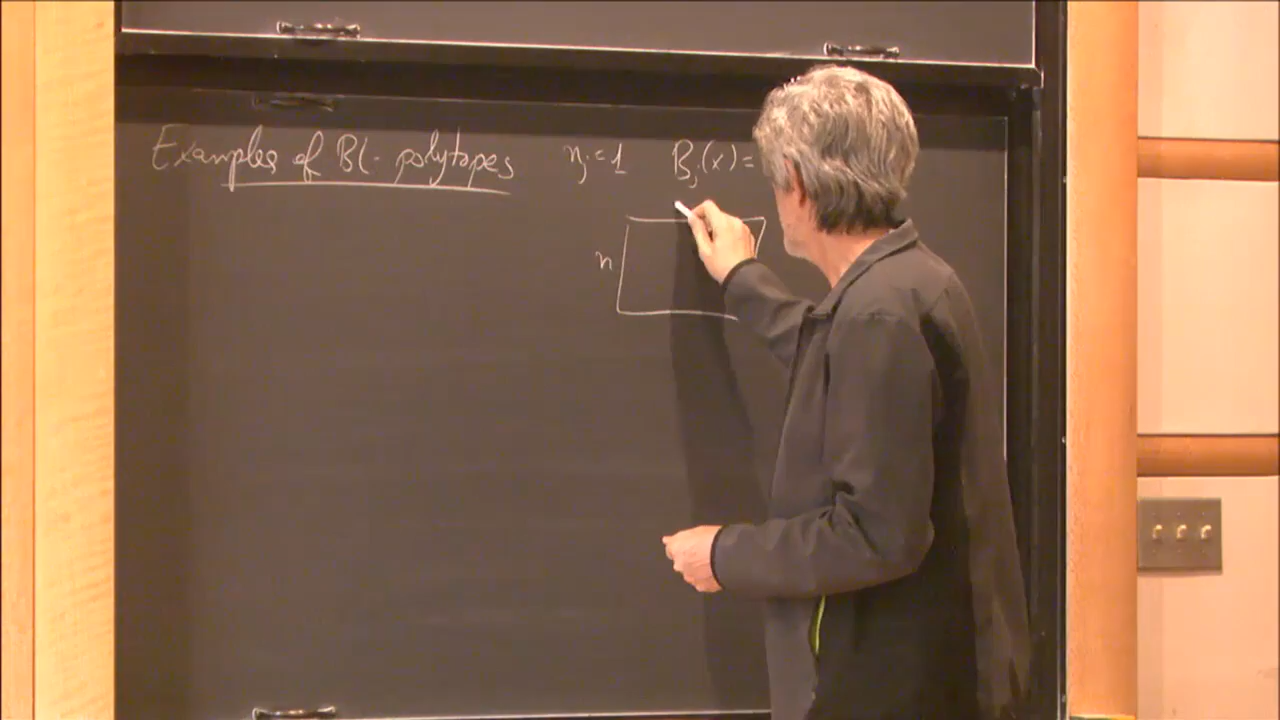 Examples of BL-polytopes n_j = 1 B_j(x) =
n